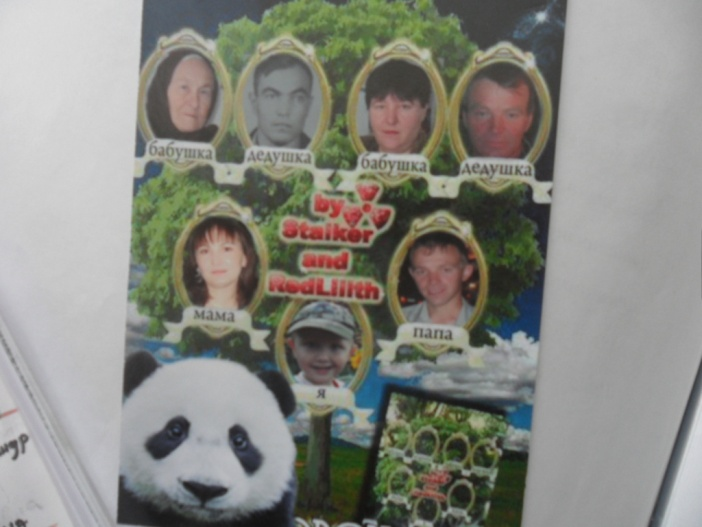 бабушка
дедушка
бабушка
дедушка
by
Stalker
and
RedLilith
мама
папа
я